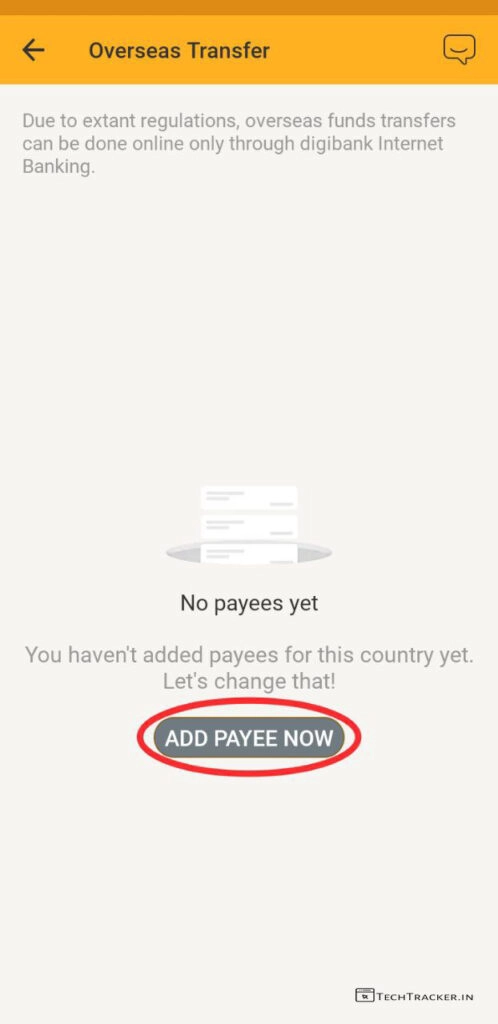 Overseas Transfer
Due to extant regulations, overseas funds transfers
can be done online only through digibank Internet
Banking.
No payees yet
You haven't added payees for this country yet.
Let's change that!
ADD PAYEE NOW
TECHTRACKER.IN